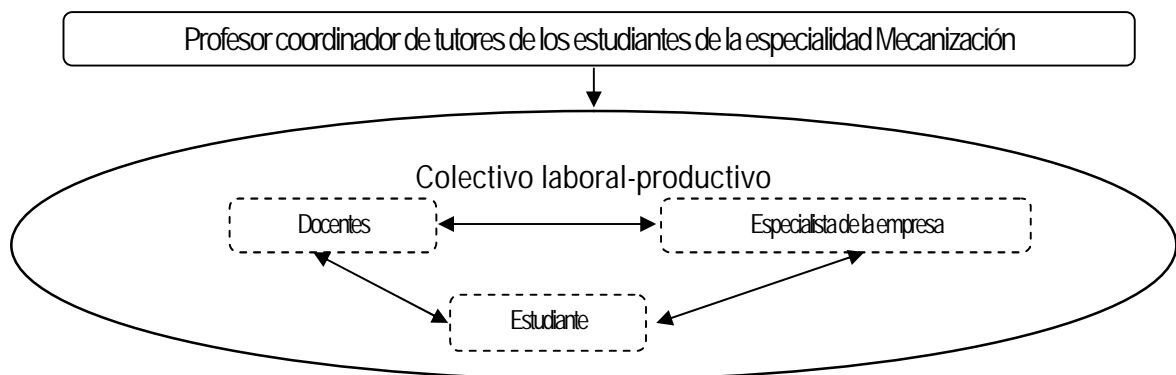 Profesor coordinador de tutores de los estudiantes de la especialidad Mecanización
Colectivo laboral-productivo
Docentes
Especialista de la empresa
Estudiante